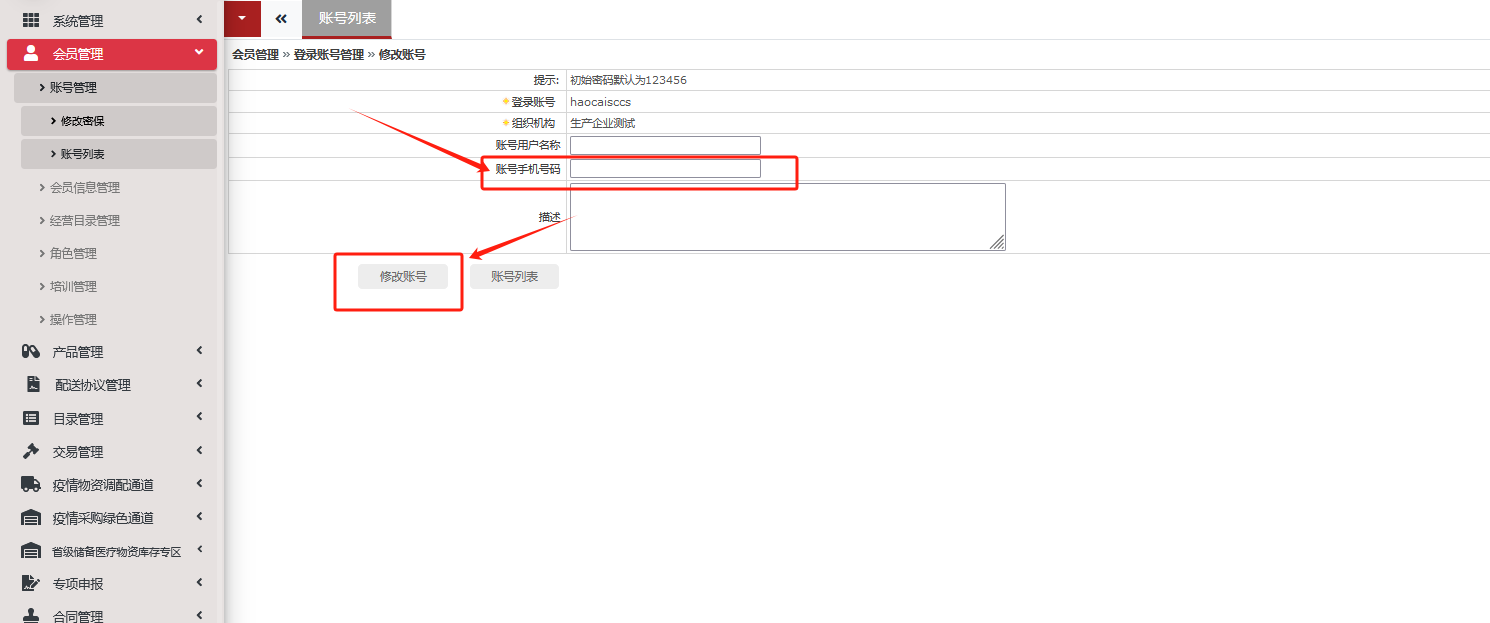 系统管理
会员管理
账号管理
修改密保
账号列表
会员信息管理
经营目录管理
角色管理
培训管理
操作管理
产品管理
配送协议管理
目录管理
交易管理
疫情物资调配通道
疫情采购绿色通道
省级储备医疗物资库存专区
专项申报
合同管理
账号列表
会员管理 » 登录账号管理 » 修改账号
提示: 初始密码默认为123456
登录账号 haocaisccs
组织机构 生产企业测试
账号用户名称
账号手机号码
描述
修改账号 账号列表